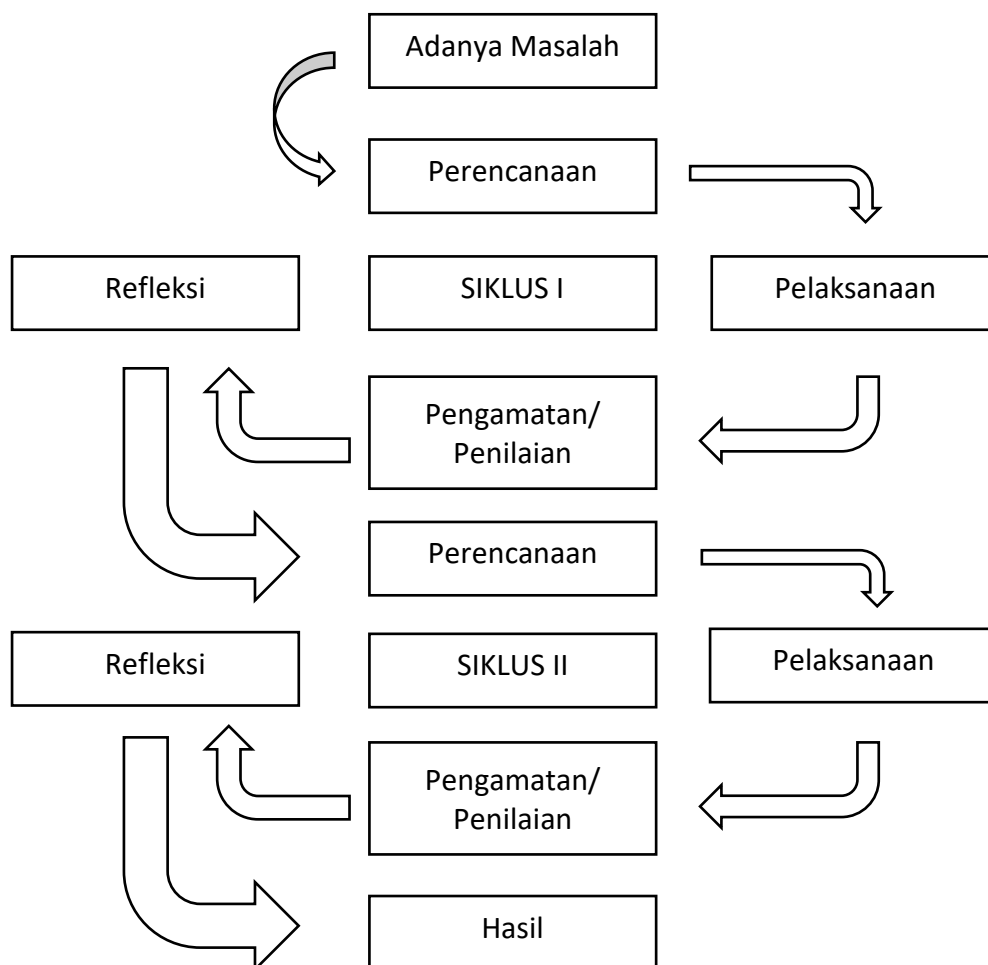 Adanya Masalah
Perencanaan
Refleksi
SIKLUS I
Pelaksanaan
Pengamatan/
Penilaian
Perencanaan
Refleksi
SIKLUS II
Pelaksanaan
Pengamatan/
Penilaian
Hasil